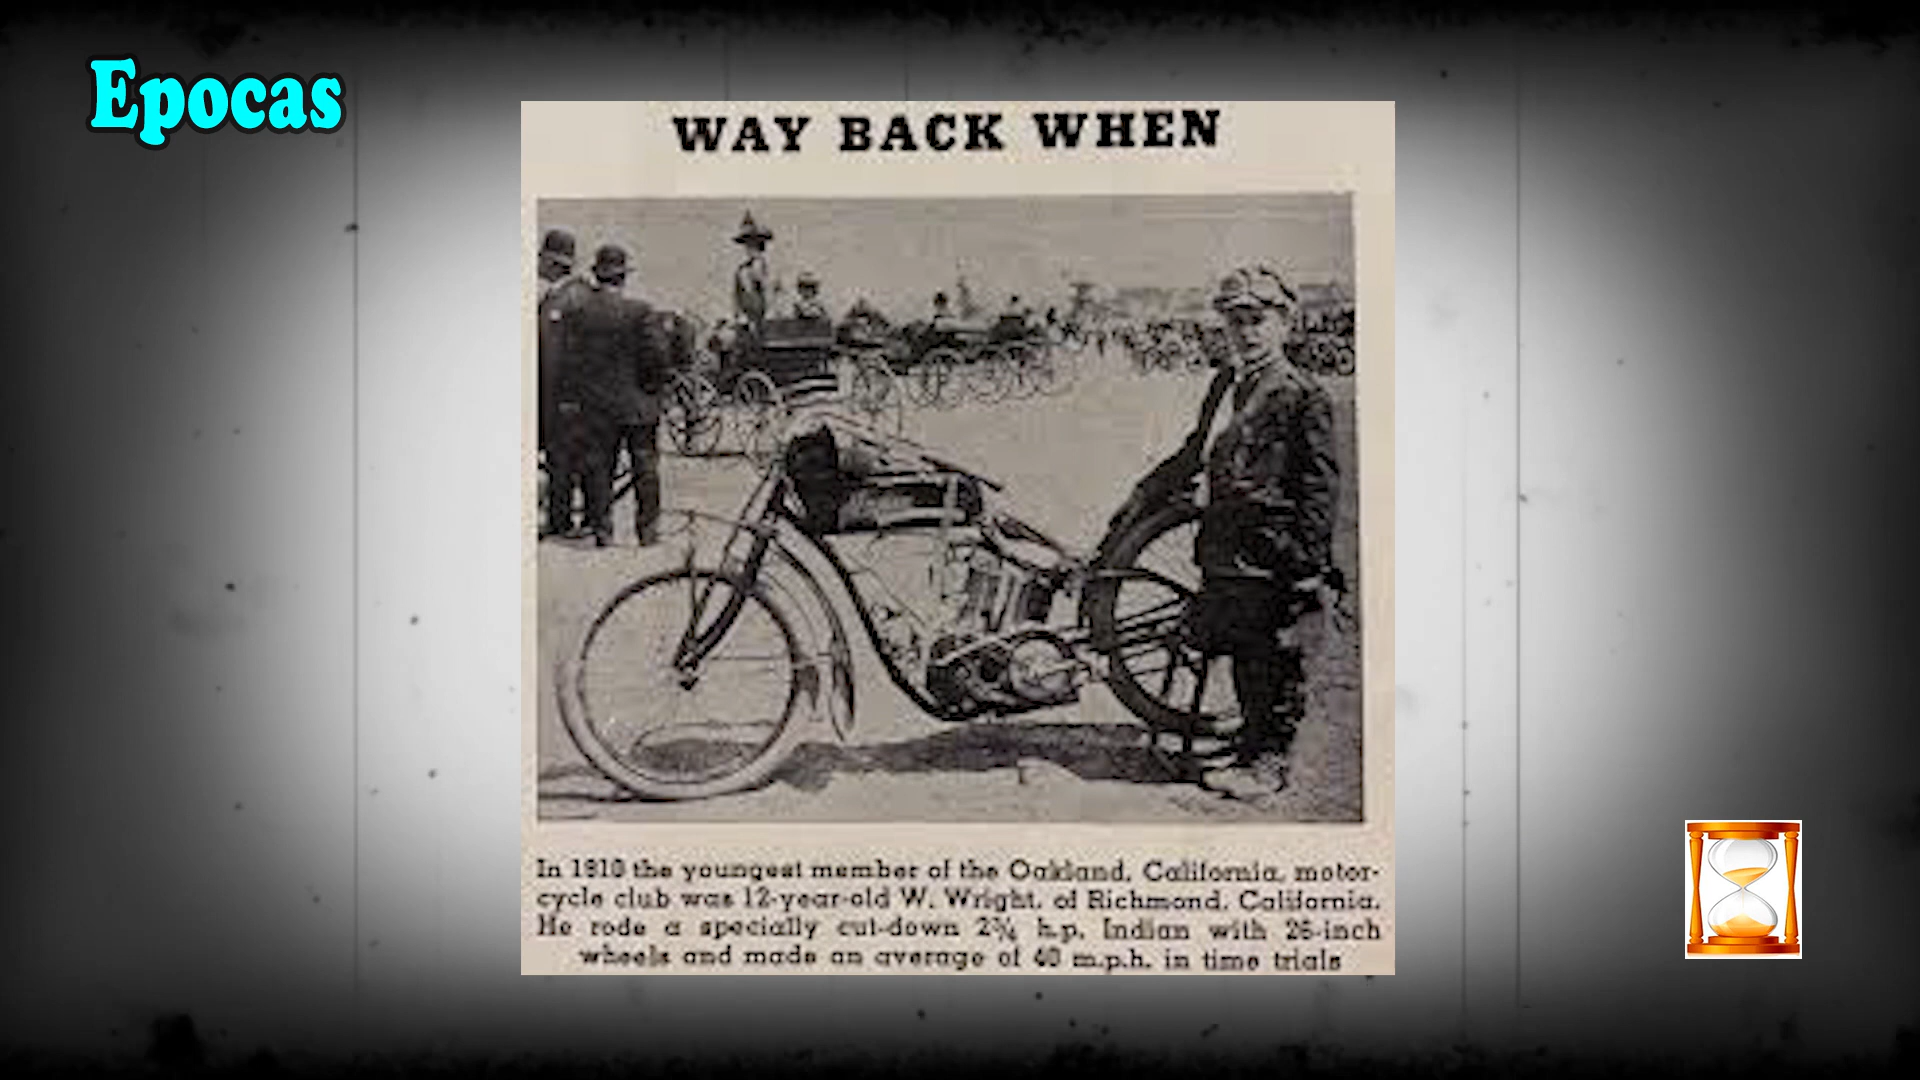 Epocas
WAY BACK WHEN
In 1910 the youngest member of the Oakland, California, motor-
cycle club was 12-year-old W. Wright, of Richmond, California.
He rode a specially cut-down 2¾ h.p. Indian with 26-inch
wheels and made an average of 40 m.p.h. in time trials